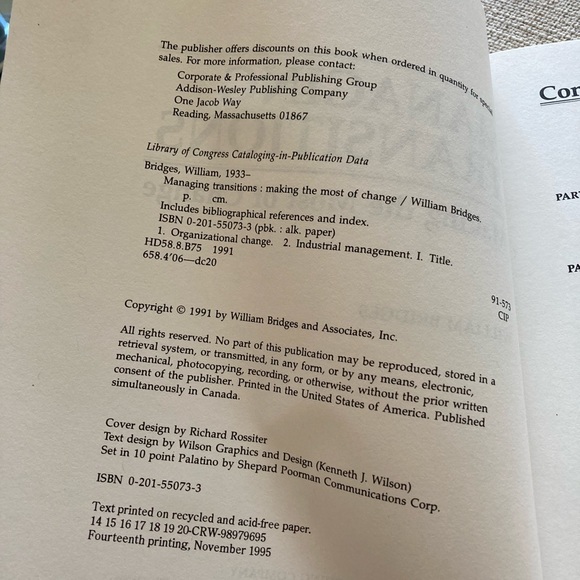 The publisher offers discounts on this book when ordered in quantity for special
sales. For more information, please contact:
Corporate & Professional Publishing Group
Addison-Wesley Publishing Company
One Jacob Way
Reading, Massachusetts 01867
Library of Congress Cataloging-in-Publication Data
Bridges, William, 1933–
Managing transitions : making the most of change / William Bridges.
p. cm.
Includes bibliographical references and index.
ISBN 0-201-55073-3 (pbk. : alk. paper)
1. Organizational change. 2. Industrial management. I. Title.
HD58.8.B75 1991
658.4'06—dc20
91-573
CIP
Copyright © 1991 by William Bridges and Associates, Inc.
All rights reserved. No part of this publication may be reproduced, stored in a
retrieval system, or transmitted, in any form, or by any means, electronic,
mechanical, photocopying, recording, or otherwise, without the prior written
consent of the publisher. Printed in the United States of America. Published
simultaneously in Canada.
Cover design by Richard Rossiter
Text design by Wilson Graphics and Design (Kenneth J. Wilson)
Set in 10 point Palatino by Shepard Poorman Communications Corp.
ISBN 0-201-55073-3
Text printed on recycled and acid-free paper.
14 15 16 17 18 19 20-CRW-98979695
Fourteenth printing, November 1995
Con
PART
PA